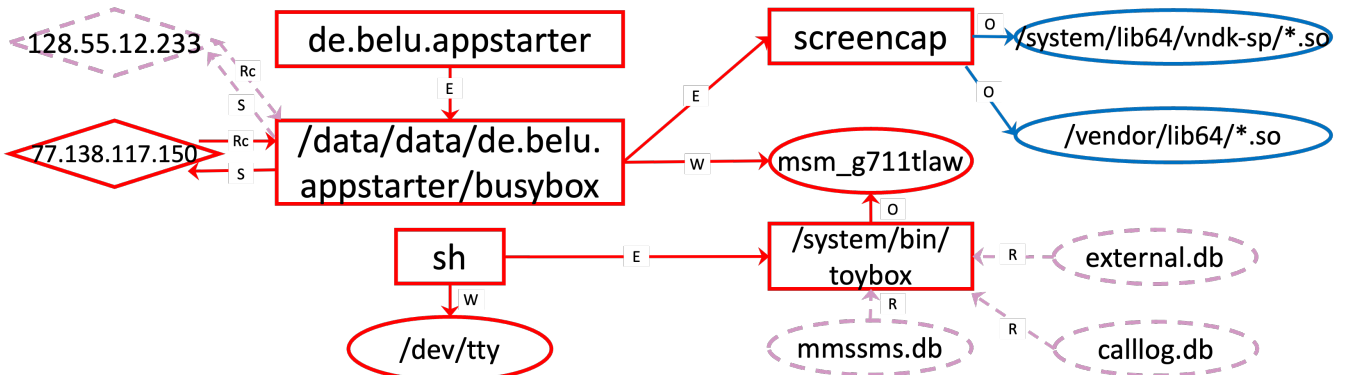 128.55.12.233
de.belu.appstarter
screencap
O
/system/lib64/vndk-sp/*.so
Rc
S
E
E
O
77.138.117.150
Rc
S
/data/data/de.belu.
appstarter/busybox
W
msm_g711tlaw
/vendor/lib64/*.so
O
sh
E
/system/bin/
toybox
R
external.db
W
R
R
/dev/tty
mmssms.db
calllog.db